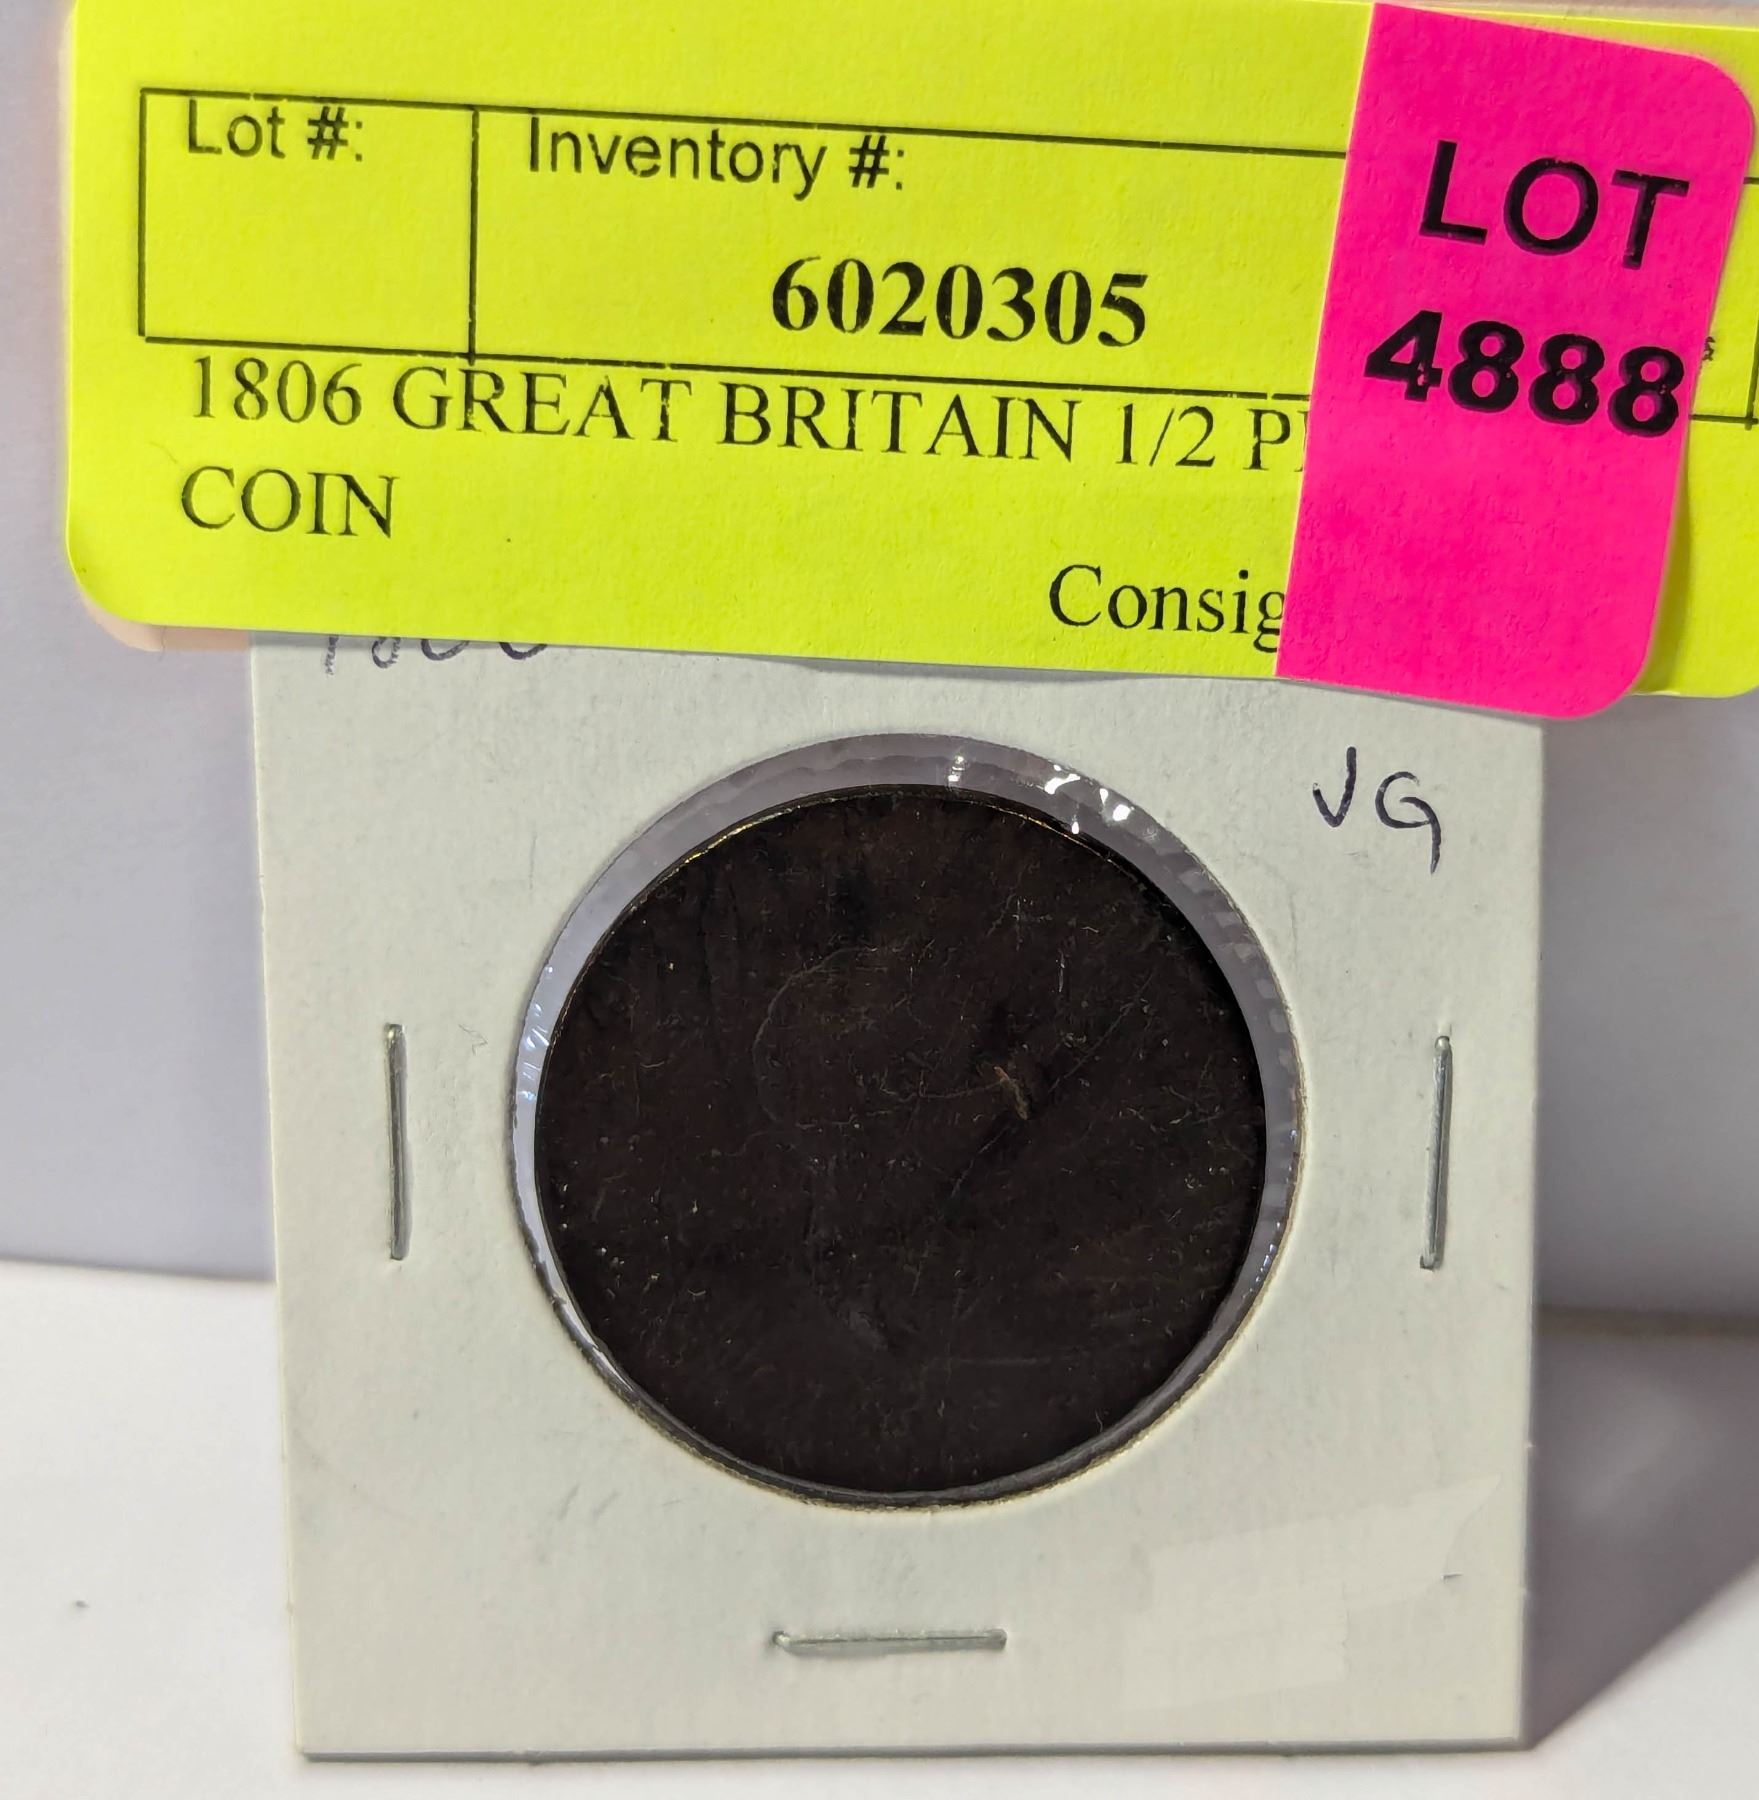 Lot #:
Inventory #:
LOT
6020305
4888
1806 GREAT BRITAIN 1/2 P
COIN
Consig
VG